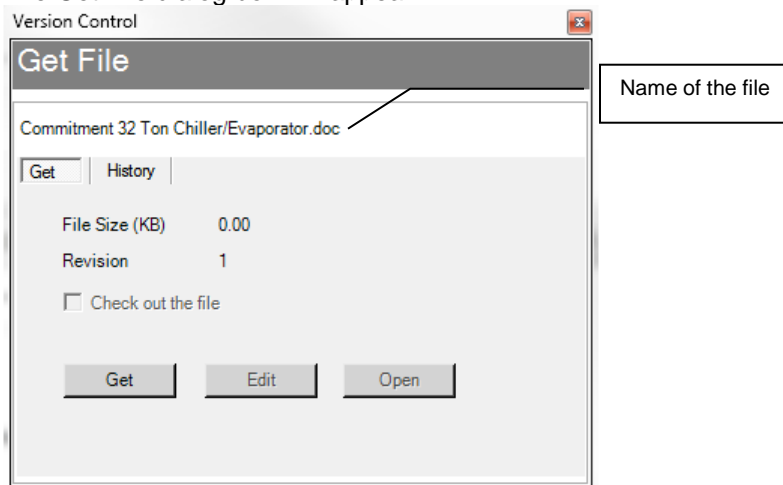 Version Control
Get File
Name of the file
Commitment 32 Ton Chiller/Evaporator.doc
Get History
File Size (KB) 0.00
Revision 1
Check out the file
Get Edit Open